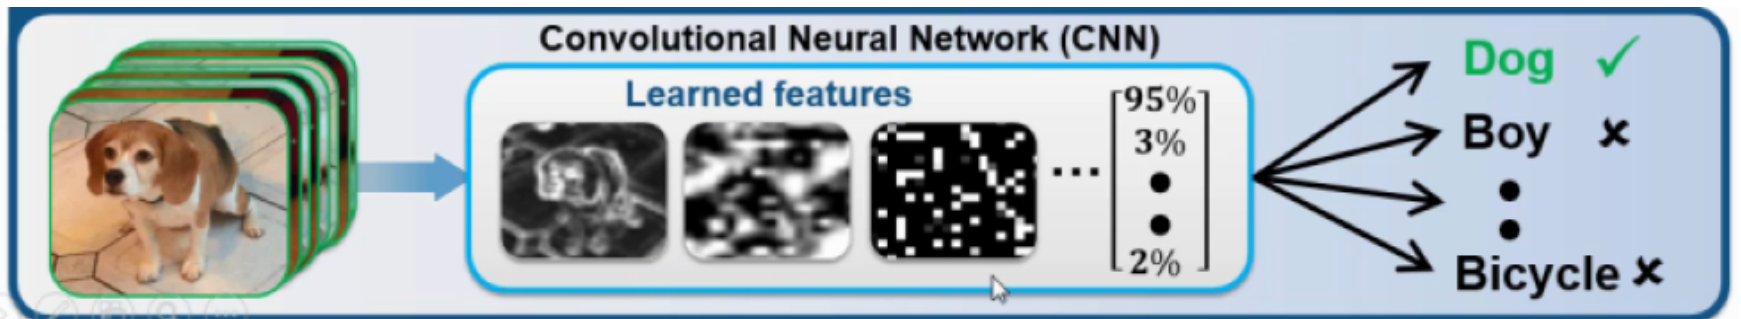 Convolutional Neural Network (CNN)
Learned features
95%
3%
2%
Dog ✓
Boy ✘
Bicycle ✘